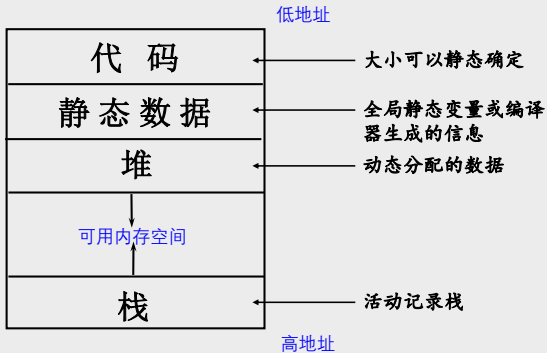 低地址
代码
大小可以静态确定
静态数据
全局静态变量或编译
器生成的信息
堆
动态分配的数据
可用内存空间
栈
活动记录栈
高地址